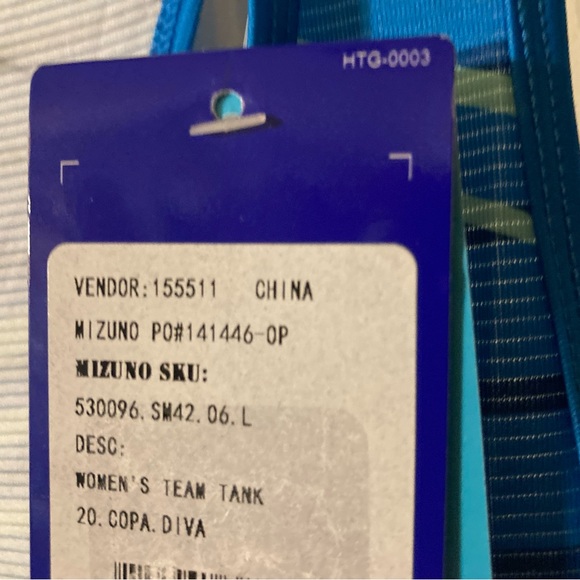 HTG-0003
VENDOR:155511 CHINA
MIZUNO PO#141446-OP
MIZUNO SKU:
530096.SM42.06.L
DESC:
WOMEN'S TEAM TANK
20.COPA.DIVA